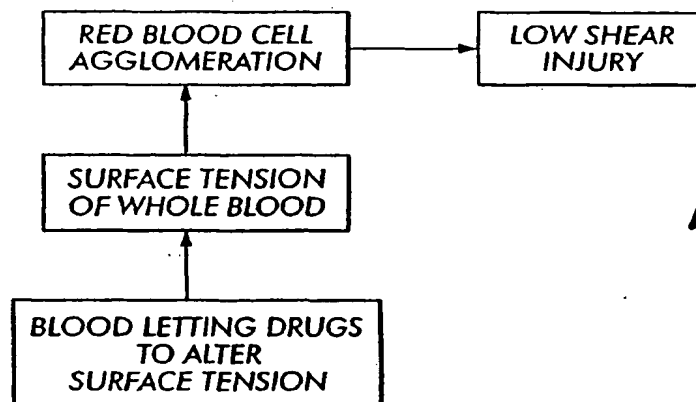 RED BLOOD CELL
AGGLOMERATION
LOW SHEAR
INJURY
SURFACE TENSION
OF WHOLE BLOOD
BLOOD LETTING DRUGS
TO ALTER
SURFACE TENSION